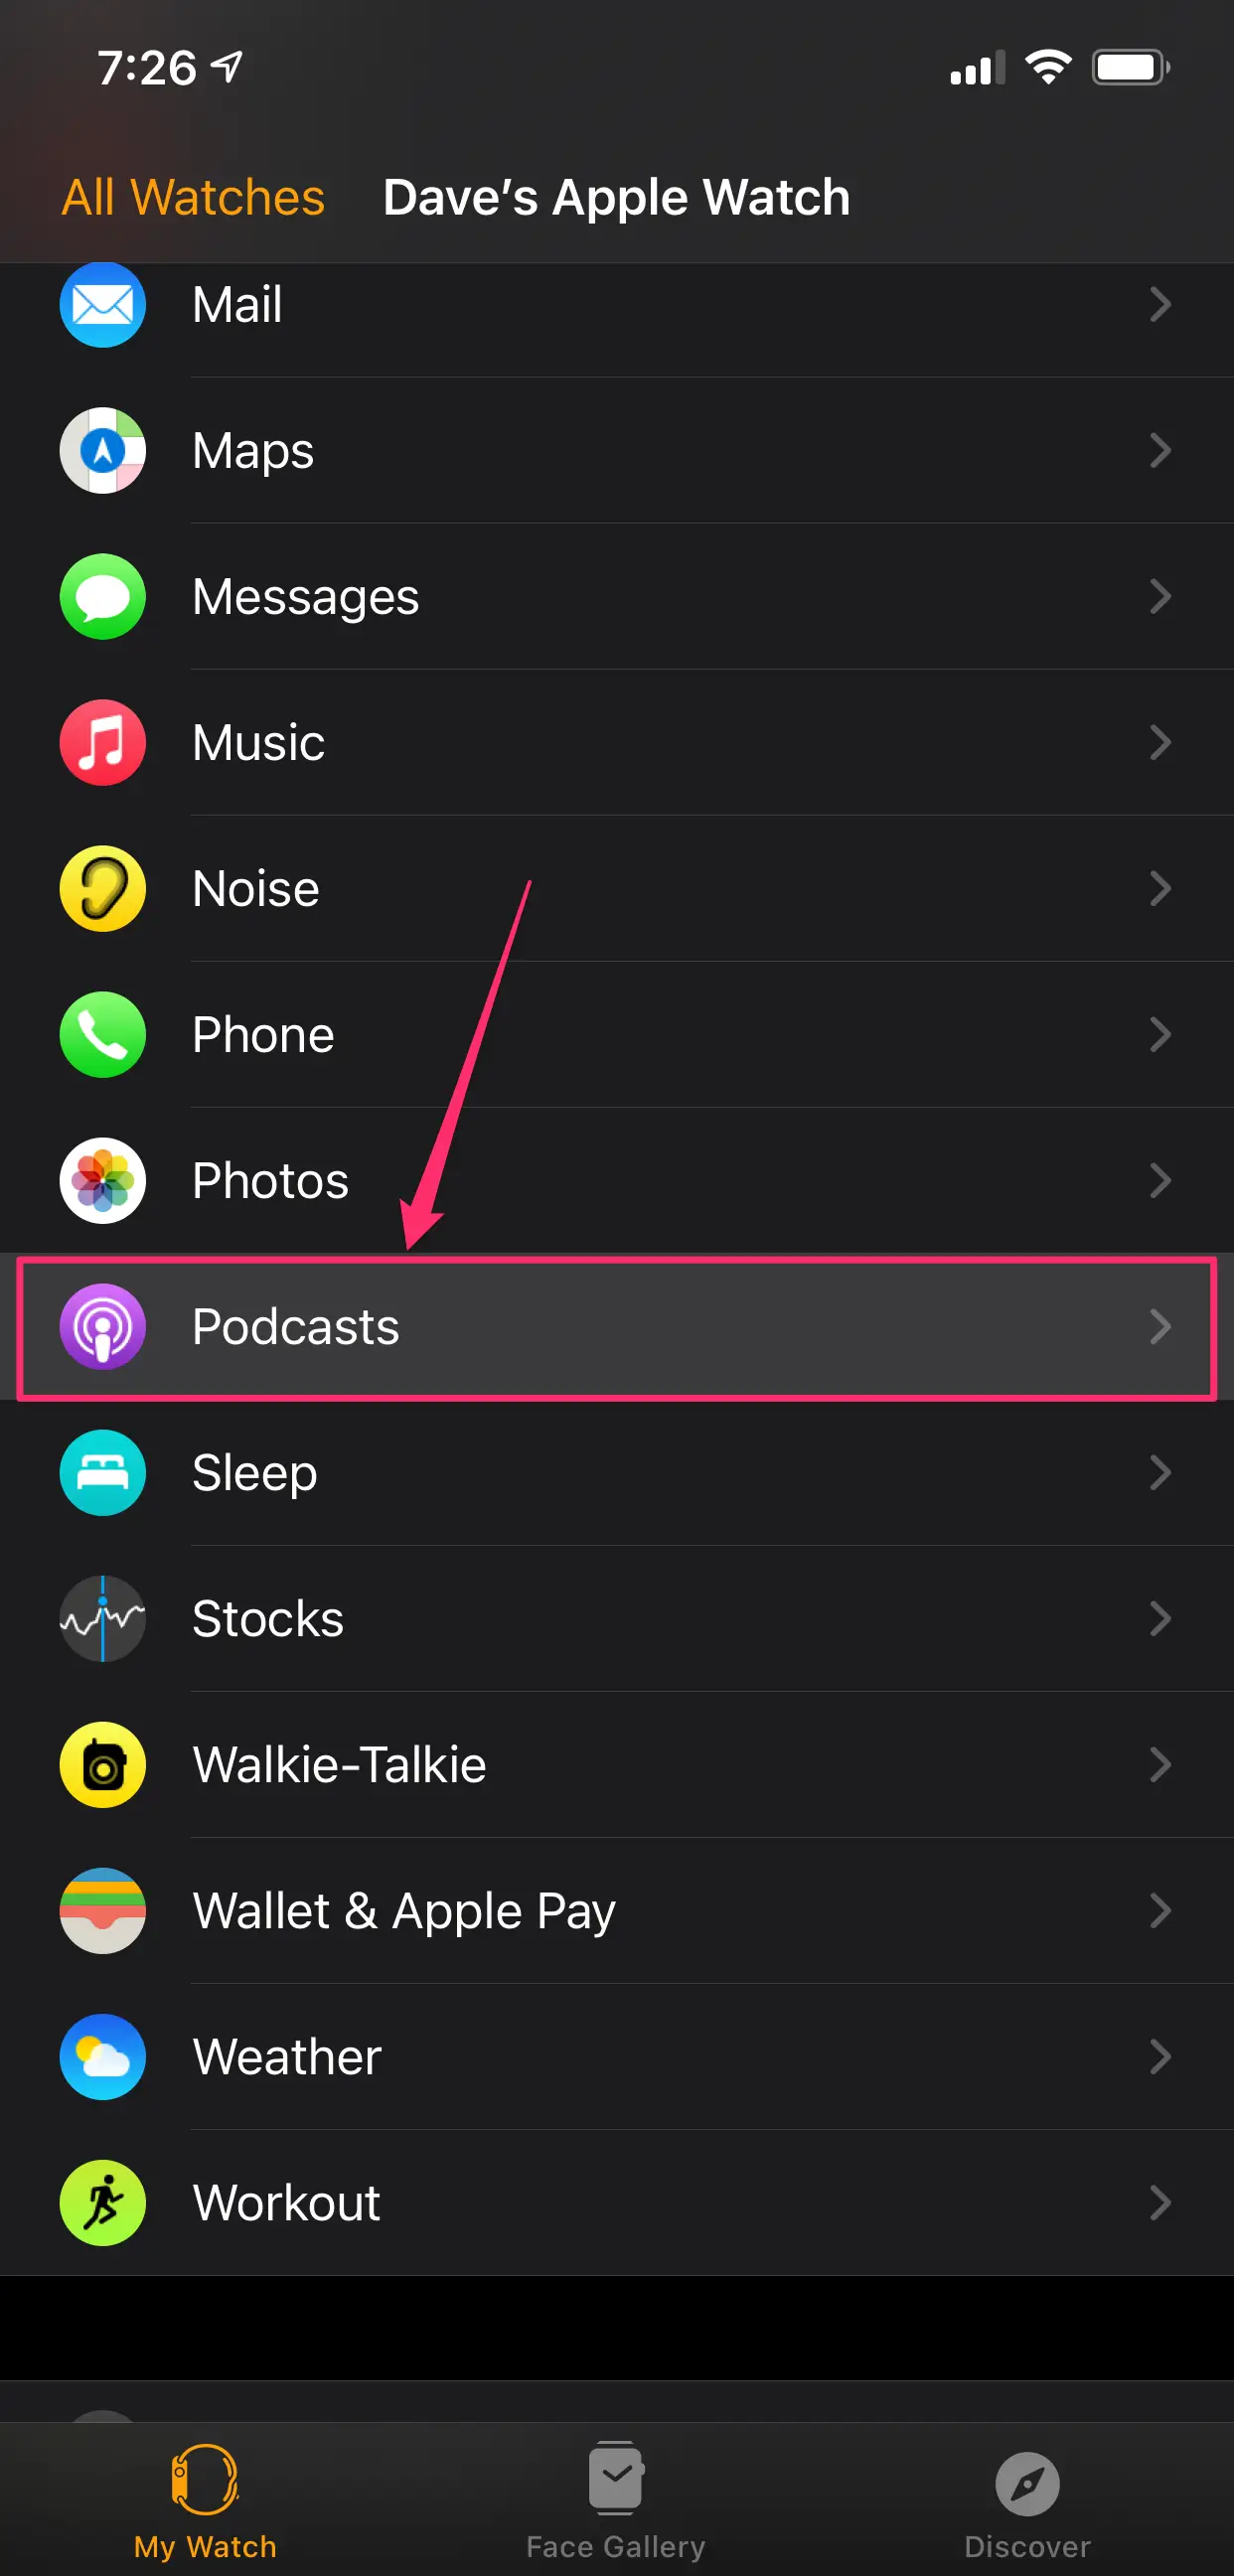 7:26
All Watches Dave's Apple Watch
Mail
Maps
Messages
Music
Noise
Phone
Photos
Podcasts
Sleep
Stocks
Walkie-Talkie
Wallet & Apple Pay
Weather
Workout
My Watch Face Gallery Discover